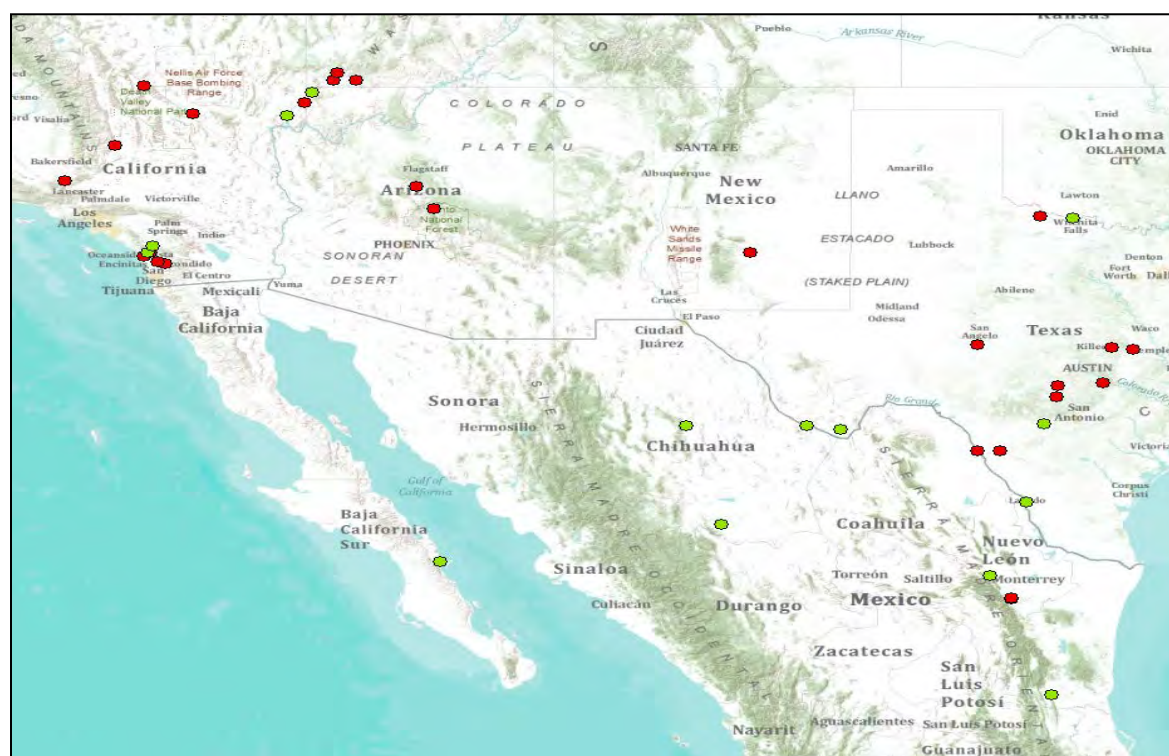 Kansas
Pueblo
Arkansas River
Wichita
S
W A
Nellis Air Force
Base Bombing
Range
DA MOUNTAINS
Death
Valley
National Park
Visalia
C O L O R A D O
P L A T E A U
Enid
Oklahoma
OKLAHOMA
CITY
Bakersfield
California
Flagstaff
Arizona
SANTA FE
Albuquerque
New
Mexico
LLANO
Amarillo
Lawton
Lancaster
Palmdale
Victorville
Los
Angeles
Palm
Springs
Indio
National
Forest
Wichita
Falls
PHOENIX
White
Sands
Missile
Range
ESTACADO
Lubbock
Oceanside
Encinitas
San
Diego
El Centro
SONORAN
DESERT
(STAKED PLAIN)
Denton
Fort
Worth
Tijuana
Mexicali
Yuma
Las
Cruces
Abilene
Baja
California
El Paso
Ciudad
Juárez
Midland
Odessa
San
Angelo
Texas
Waco
AUSTIN
Sonora
Hermosillo
Rio Grande
San
Antonio
Chihuahua
Victoria
Gulf of
California
SIERRA MADRE OCCIDENTAL
Corpus
Christi
Baja
California
Sur
Coahuila
Nuevo
León
Sinaloa
Torreón
Saltillo
Monterrey
Culiacán
Durango
Mexico
Zacatecas
San
Luis
Potosí
Aguascalientes
San Luis Potosí
Nayarit
Guanajuato